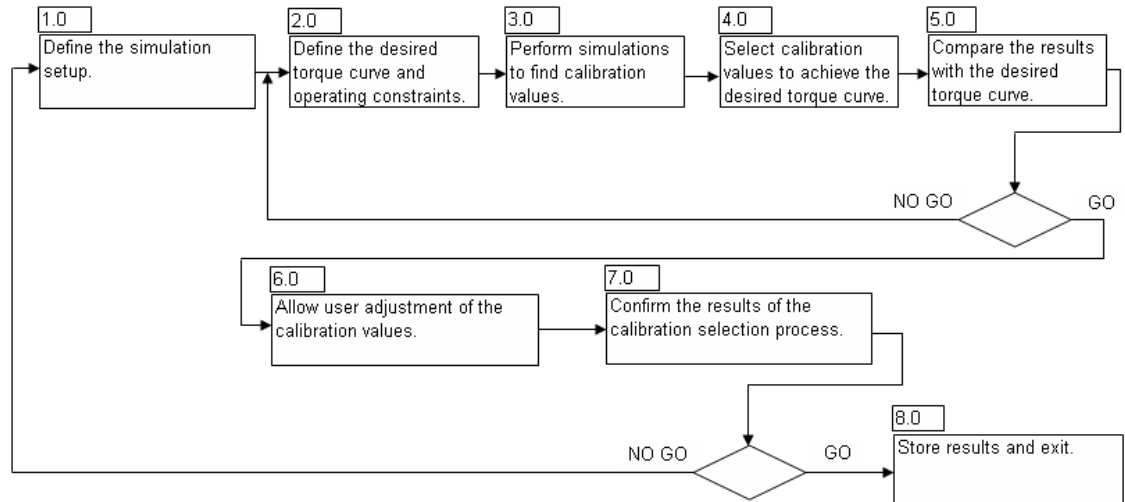 1.0
Define the simulation
setup.
2.0
Define the desired
torque curve and
operating constraints.
3.0
Perform simulations
to find calibration
values.
4.0
Select calibration
values to achieve the
desired torque curve.
5.0
Compare the results
with the desired
torque curve.
NO GO
GO
6.0
Allow user adjustment of the
calibration values.
7.0
Confirm the results of the
calibration selection process.
NO GO
GO
8.0
Store results and exit.